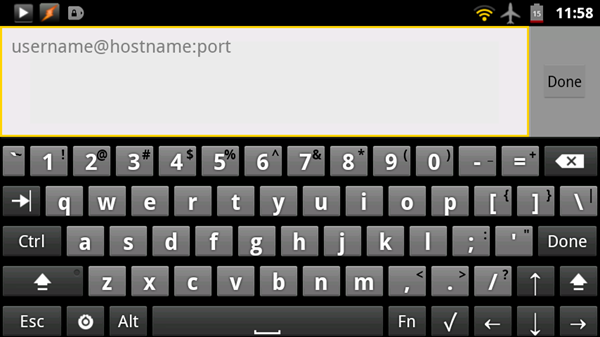 15 11:58
username@hostname:port
Done
` ~ 1 ! 2 @ 3 # 4 $ 5 % 6 ^ 7 & 8 * 9 ( 0 ) - _ = +
q w e r t y u i o p [ { ] } \ |
Ctrl a s d f g h j k l ; : ' " Done
z x c v b n m , < . > / ? ↑
Esc Alt Fn √ ← ↓ →